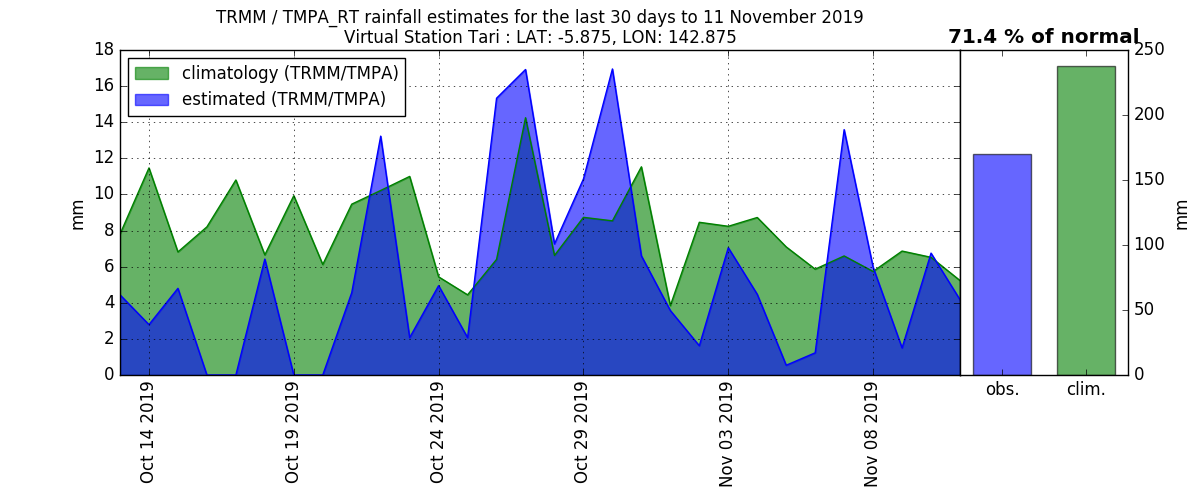 TRMM / TMPA_RT rainfall estimates for the last 30 days to 11 November 2019
Virtual Station Tari : LAT: -5.875, LON: 142.875
71.4 % of normal
climatology (TRMM/TMPA)
estimated (TRMM/TMPA)
mm
18
16
14
12
10
8
6
4
2
0
Oct 14 2019
Oct 19 2019
Oct 24 2019
Oct 29 2019
Nov 03 2019
Nov 08 2019
250
200
150
100
50
0
mm
obs.
clim.